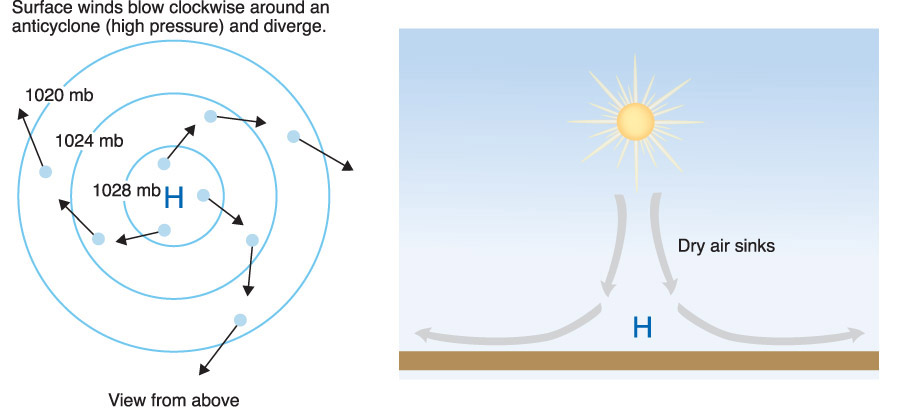 Surface winds blow clockwise around an
anticyclone (high pressure) and diverge.
1020 mb
1024 mb
1028 mb
H
Dry air sinks
H
View from above